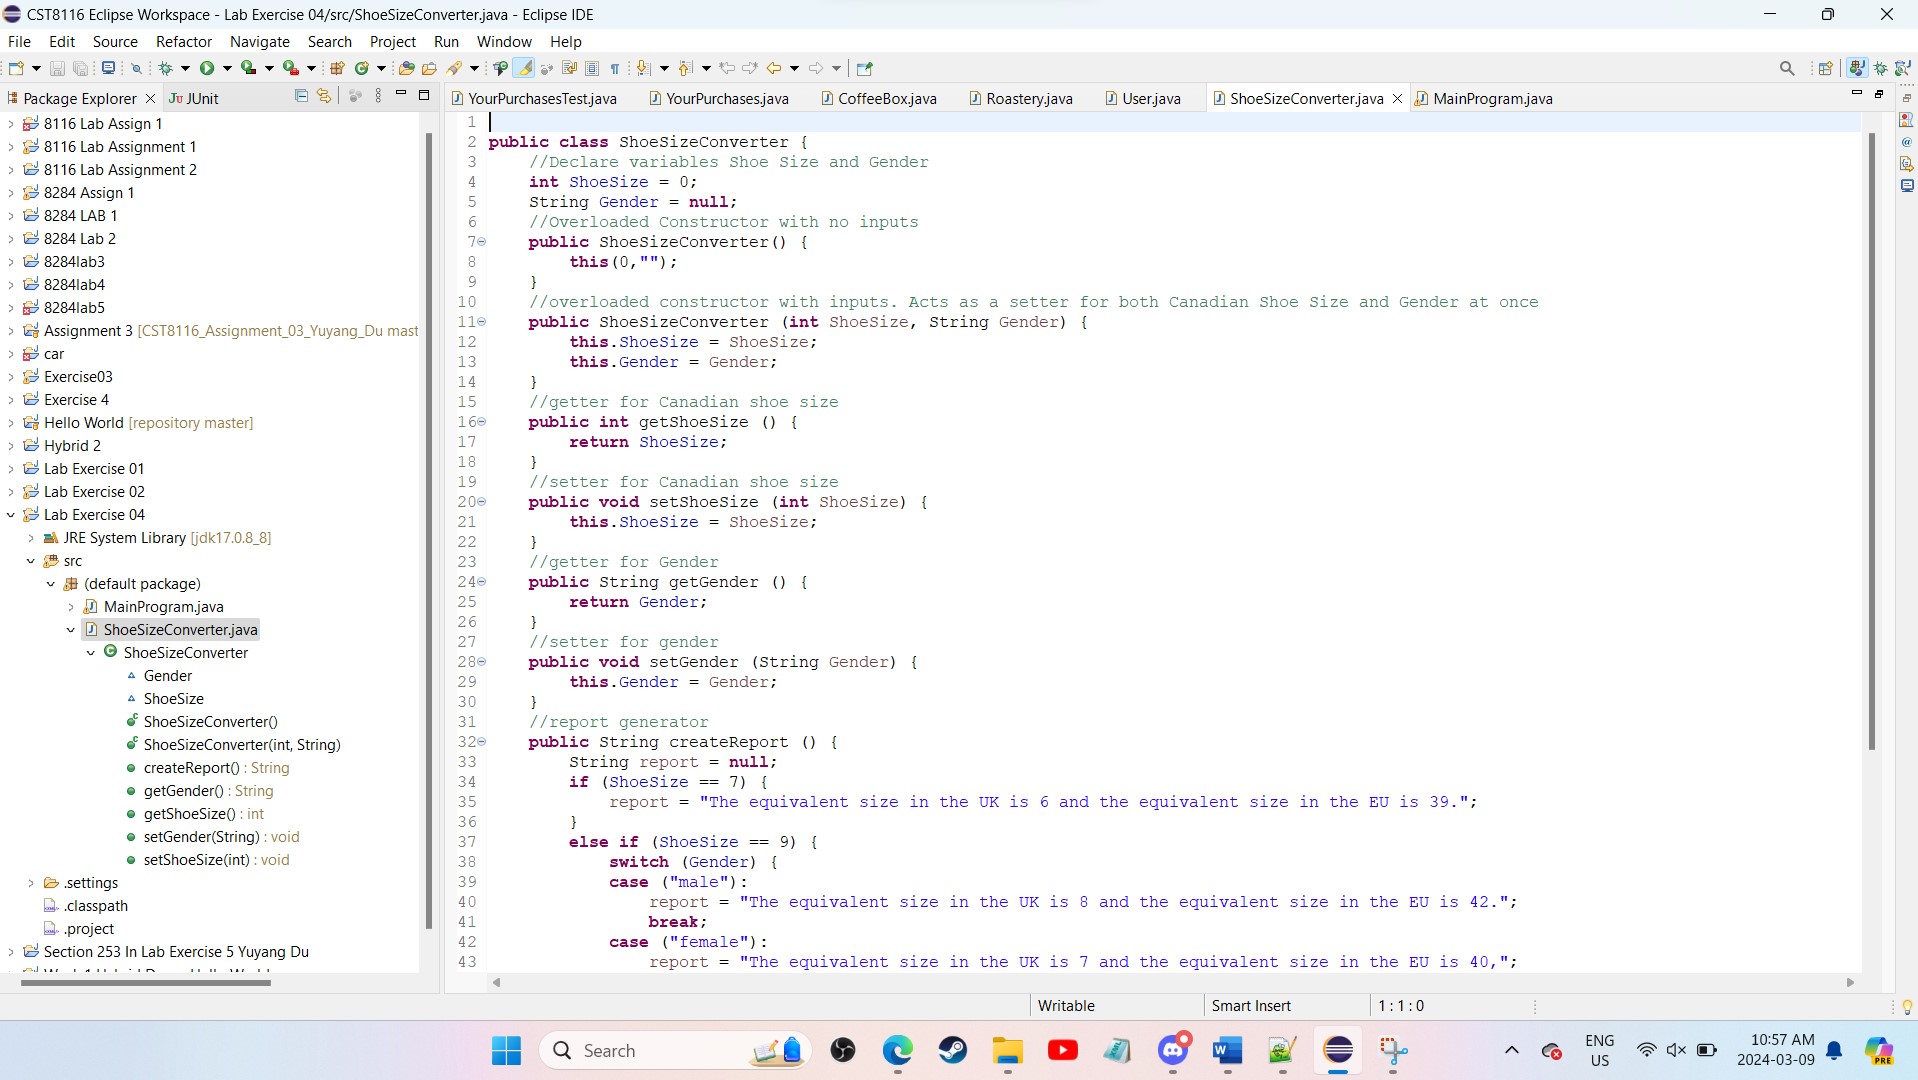 CST8116 Eclipse Workspace - Lab Exercise 04/src/ShoeSizeConverter.java - Eclipse IDE
File Edit Source Refactor Navigate Search Project Run Window Help
Package Explorer JUnit
YourPurchasesTest.java YourPurchases.java CoffeeBox.java Roastery.java User.java ShoeSizeConverter.java MainProgram.java
8116 Lab Assign 1
8116 Lab Assignment 1
8116 Lab Assignment 2
8284 Assign 1
8284 LAB 1
8284 Lab 2
8284lab3
8284lab4
8284lab5
Assignment 3 [CST8116_Assignment_03_Yuyang_Du mast
car
Exercise03
Exercise 4
Hello World [repository master]
Hybrid 2
Lab Exercise 01
Lab Exercise 02
Lab Exercise 04
JRE System Library [jdk17.0.8_8]
src
(default package)
MainProgram.java
ShoeSizeConverter.java
ShoeSizeConverter
Gender
ShoeSize
ShoeSizeConverter()
ShoeSizeConverter(int, String)
createReport() : String
getGender() : String
getShoeSize() : int
setGender(String) : void
setShoeSize(int) : void
.settings
.classpath
.project
Section 253 In Lab Exercise 5 Yuyang Du
1
2 public class ShoeSizeConverter {
3 //Declare variables Shoe Size and Gender
4 int ShoeSize = 0;
5 String Gender = null;
6 //Overloaded Constructor with no inputs
7 public ShoeSizeConverter() {
8 this(0,"");
9 }
10 //overloaded constructor with inputs. Acts as a setter for both Canadian Shoe Size and Gender at once
11 public ShoeSizeConverter (int ShoeSize, String Gender) {
12 this.ShoeSize = ShoeSize;
13 this.Gender = Gender;
14 }
15 //getter for Canadian shoe size
16 public int getShoeSize () {
17 return ShoeSize;
18 }
19 //setter for Canadian shoe size
20 public void setShoeSize (int ShoeSize) {
21 this.ShoeSize = ShoeSize;
22 }
23 //getter for Gender
24 public String getGender () {
25 return Gender;
26 }
27 //setter for gender
28 public void setGender (String Gender) {
29 this.Gender = Gender;
30 }
31 //report generator
32 public String createReport () {
33 String report = null;
34 if (ShoeSize == 7) {
35 report = "The equivalent size in the UK is 6 and the equivalent size in the EU is 39.";
36 }
37 else if (ShoeSize == 9) {
38 switch (Gender) {
39 case ("male"):
40 report = "The equivalent size in the UK is 8 and the equivalent size in the EU is 42.";
41 break;
42 case ("female"):
43 report = "The equivalent size in the UK is 7 and the equivalent size in the EU is 40,";
Writable Smart Insert 1 : 1 : 0
Search
ENG
US
10:57 AM
2024-03-09
PRE